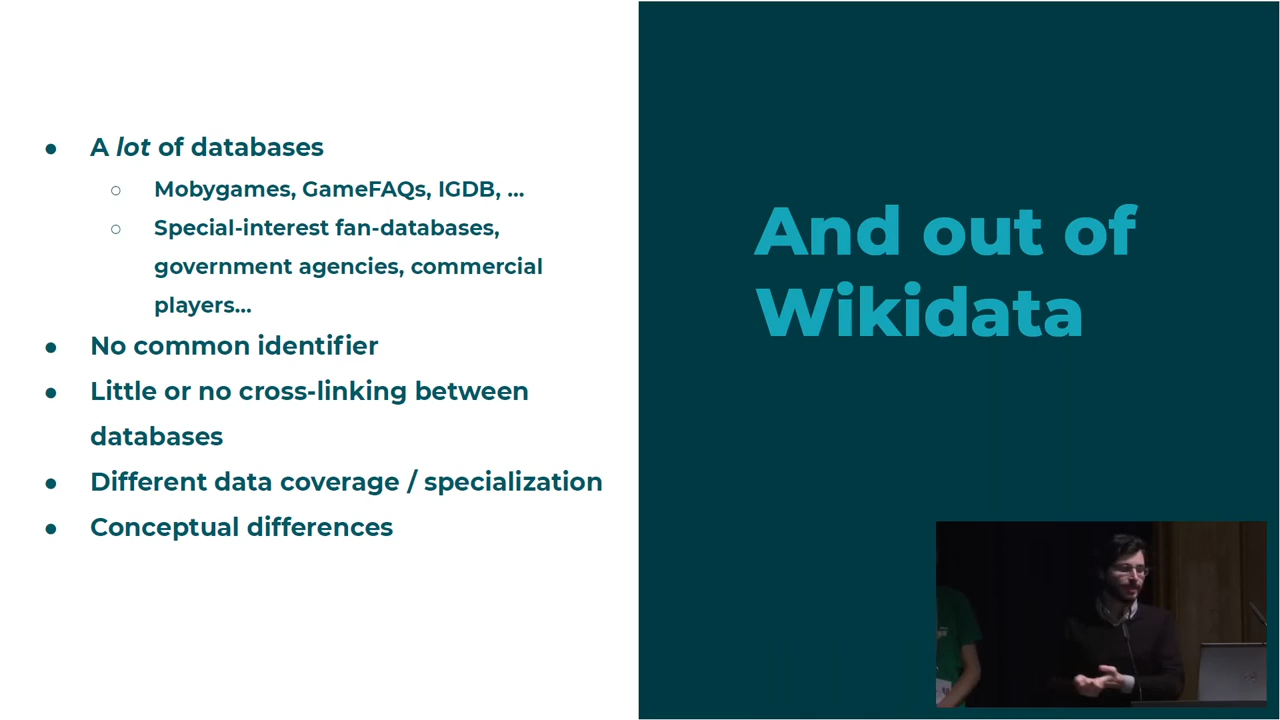 ● A lot of databases
○ Mobygames, GameFAQs, IGDB, ...
○ Special-interest fan-databases,
government agencies, commercial
players...
● No common identifier
● Little or no cross-linking between
databases
● Different data coverage / specialization
● Conceptual differences
And out of
Wikidata